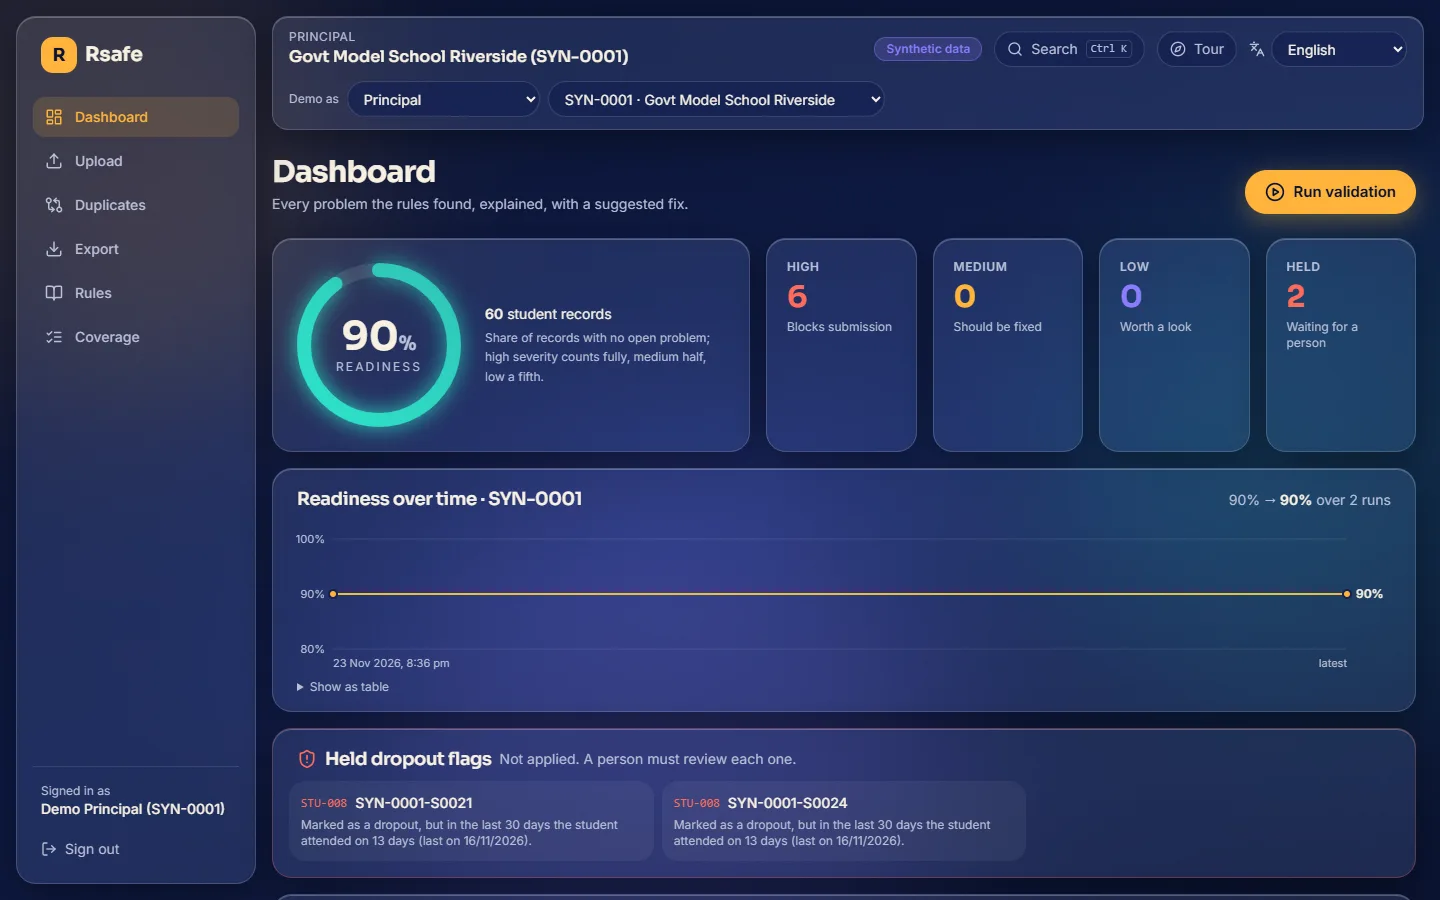 R Rsafe
Dashboard
Upload
Duplicates
Export
Rules
Coverage
Signed in as
Demo Principal (SYN-0001)
Sign out
PRINCIPAL
Govt Model School Riverside (SYN-0001)
Synthetic data
Search Ctrl K
Tour
English
Demo as
Principal
SYN-0001 · Govt Model School Riverside
Dashboard
Every problem the rules found, explained, with a suggested fix.
Run validation
90%
READINESS
60 student records
Share of records with no open problem;
high severity counts fully, medium half,
low a fifth.
HIGH
6
Blocks submission
MEDIUM
0
Should be fixed
LOW
0
Worth a look
HELD
2
Waiting for a
person
Readiness over time · SYN-0001
90% → 90% over 2 runs
100%
90%
90%
80%
23 Nov 2026, 8:36 pm
latest
Show as table
Held dropout flags Not applied. A person must review each one.
STU-008 SYN-0001-S0021
Marked as a dropout, but in the last 30 days the student
attended on 13 days (last on 16/11/2026).
STU-008 SYN-0001-S0024
Marked as a dropout, but in the last 30 days the student
attended on 13 days (last on 16/11/2026).